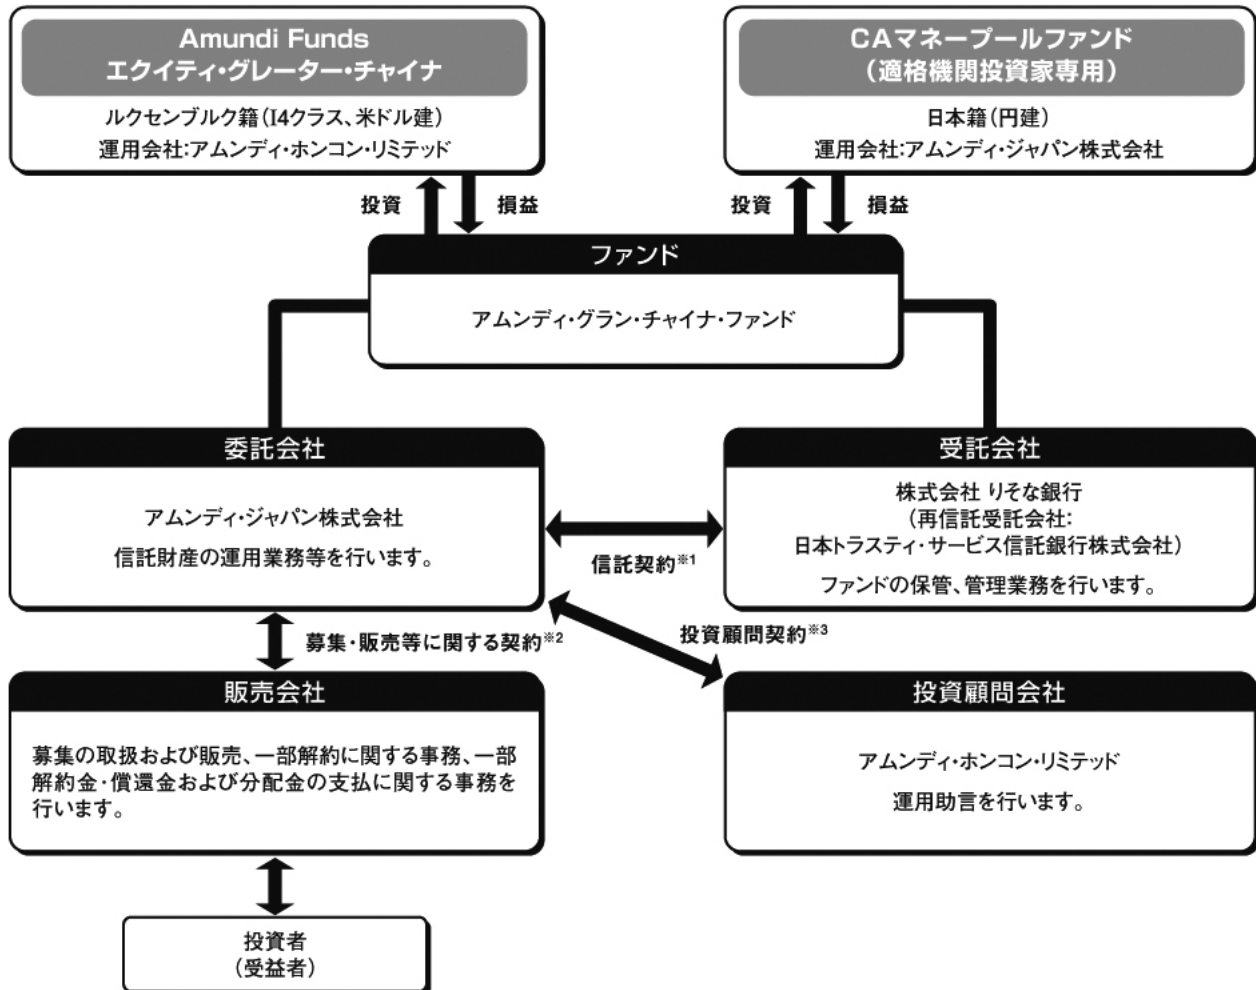 Amundi Funds
エクイティ・グレーター・チャイナ
ルクセンブルク籍(I4クラス、米ドル建)
運用会社:アムンディ・ホンコン・リミテッド
CAマネープールファンド
(適格機関投資家専用)
日本籍(円建)
運用会社:アムンディ・ジャパン株式会社
投資
損益
投資
損益
ファンド
アムンディ・グラン・チャイナ・ファンド
委託会社
アムンディ・ジャパン株式会社
信託財産の運用業務等を行います。
信託契約※1
受託会社
株式会社 りそな銀行
(再信託受託会社:
日本トラスティ・サービス信託銀行株式会社)
ファンドの保管、管理業務を行います。
募集・販売等に関する契約※2
投資顧問契約※3
販売会社
募集の取扱および販売、一部解約に関する事務、一部
解約金・償還金および分配金の支払に関する事務を
行います。
投資顧問会社
アムンディ・ホンコン・リミテッド
運用助言を行います。
投資者
(受益者)